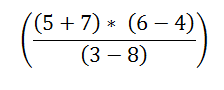 ((5 + 7) * (6 − 4)
(3 − 8))